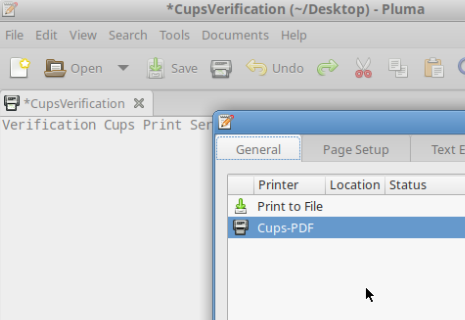 *CupsVerification (~/Desktop) - Pluma
File Edit View Search Tools Documents Help
Open Save Undo
*CupsVerification
Verification Cups Print Ser
General Page Setup Text E
Printer Location Status
Print to File
Cups-PDF